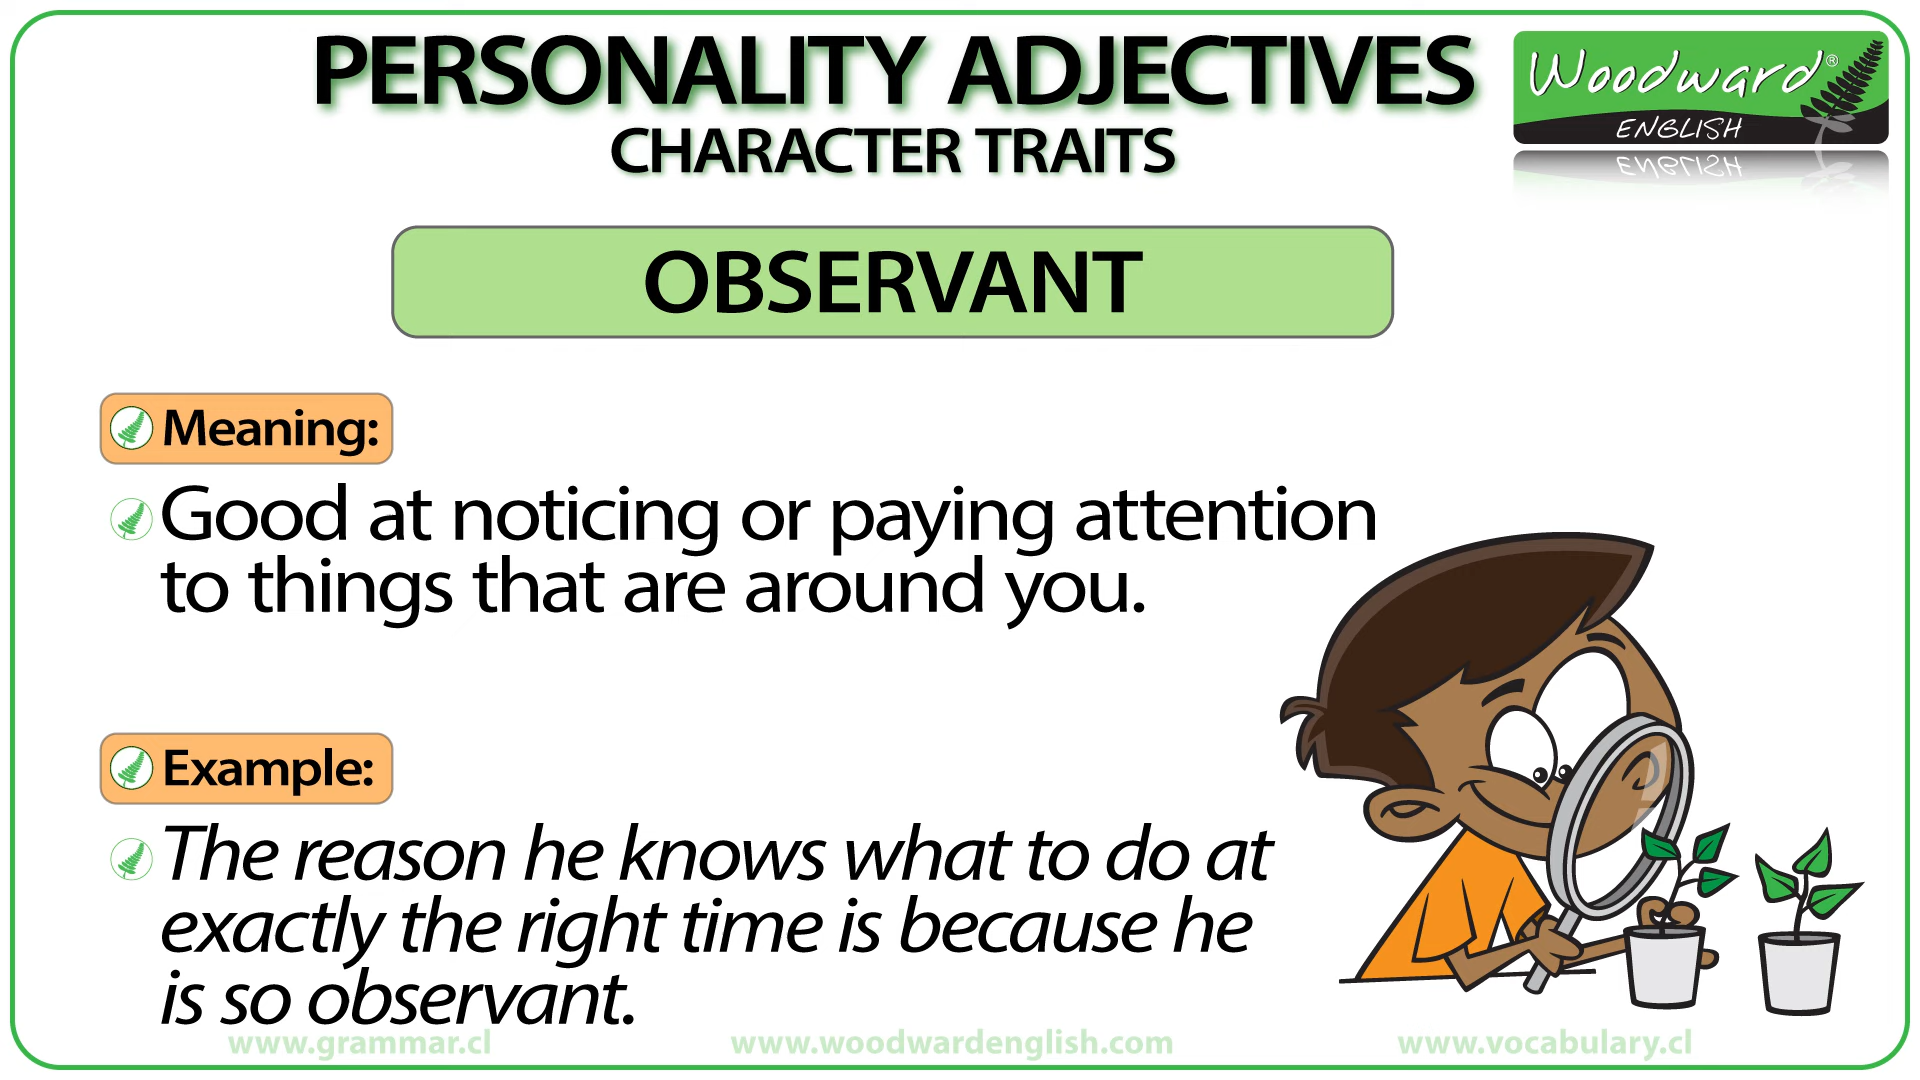 PERSONALITY ADJECTIVES
CHARACTER TRAITS
Woodward®
ENGLISH
OBSERVANT
Meaning:
Good at noticing or paying attention
to things that are around you.
Example:
The reason he knows what to do at
exactly the right time is because he
is so observant.
www.grammar.cl
www.woodwardenglish.com
www.vocabulary.cl